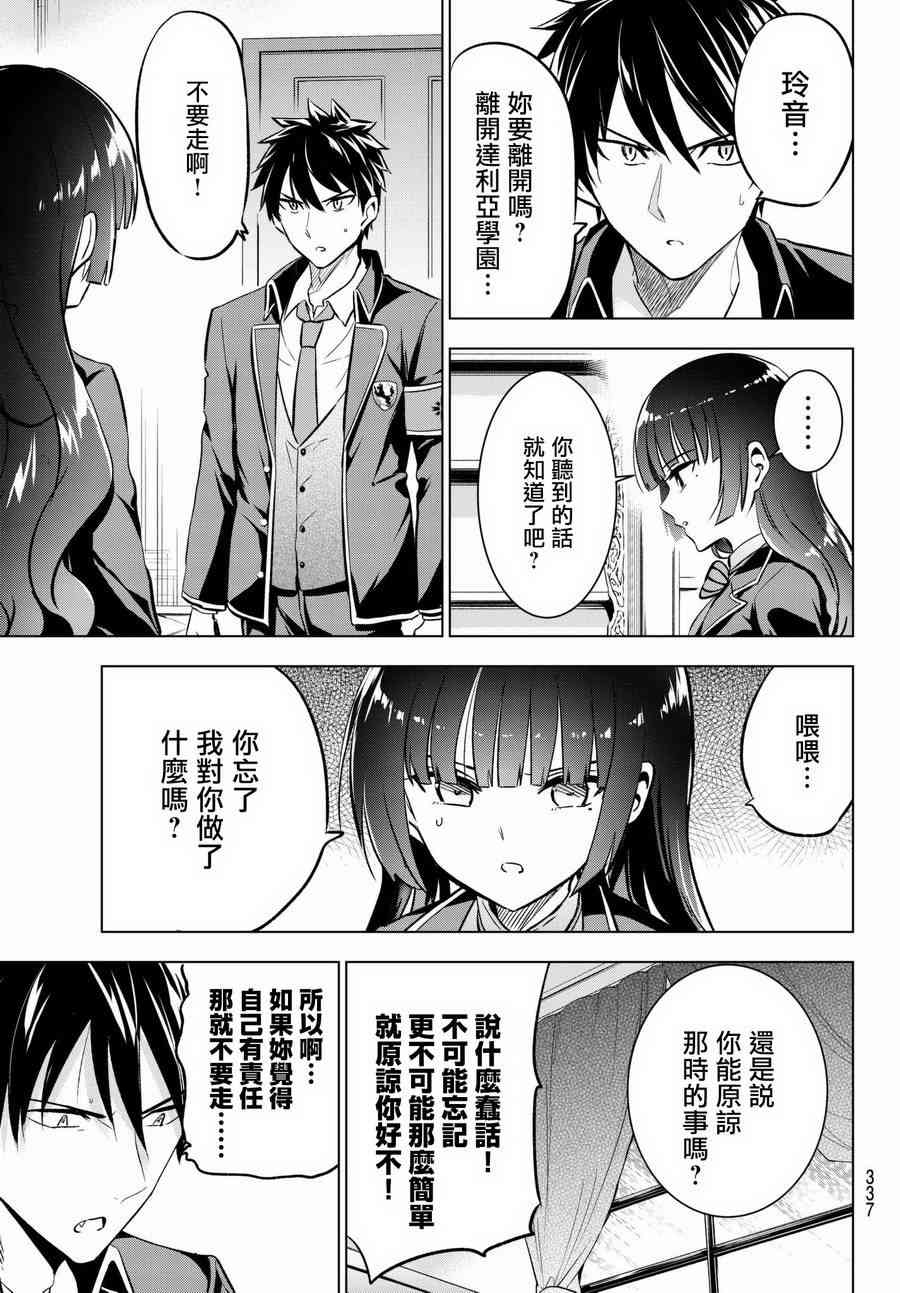 玲音…
妳要離開嗎？
離開達利亞學園…
不要走啊！
……
你聽到的話
就知道了吧？
喂喂…
你忘了
我對你做了
什麼嗎？
還是說
你能原諒
那時的事嗎？
說什麼蠢話！
不可能忘記
更不可能那麼簡單
就原諒你好不！
所以啊…
如果妳覺得
自己有責任
那就不要走……
337